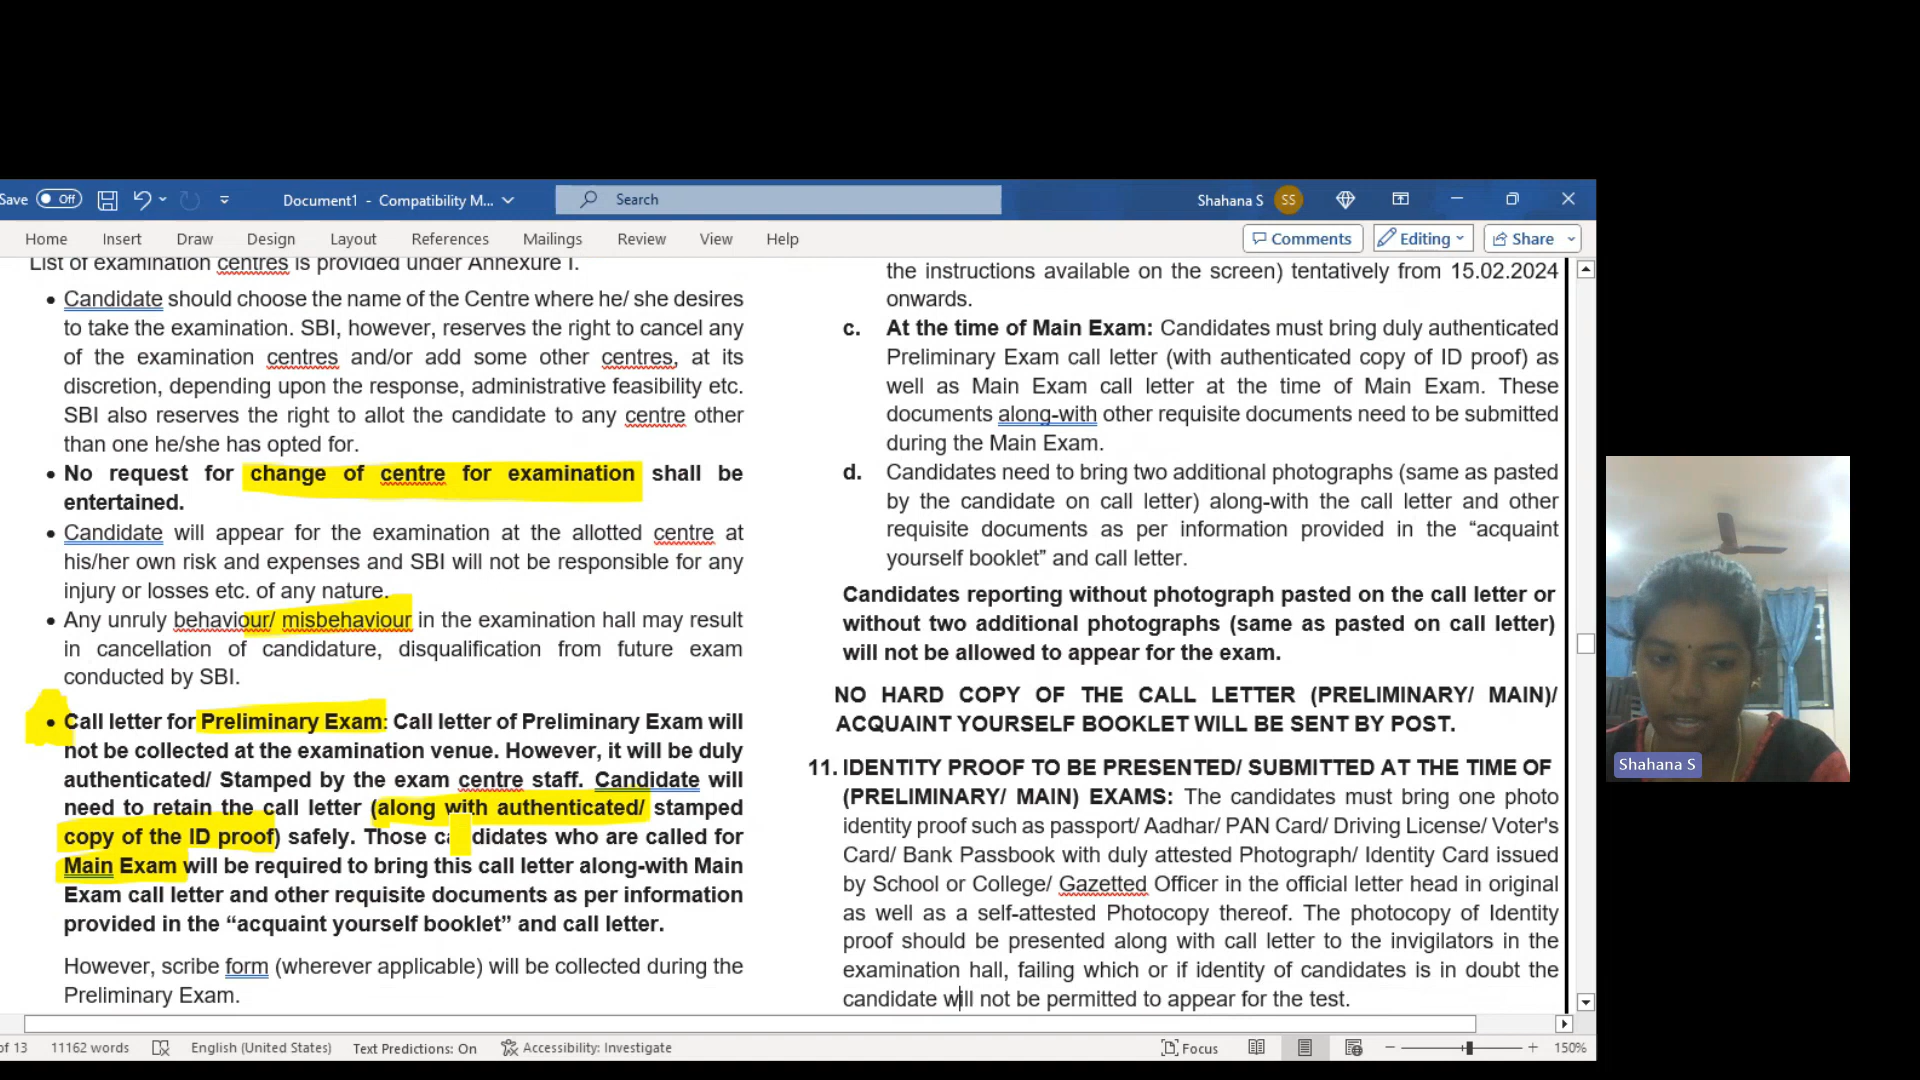 Save Off Document1 - Compatibility M... Search Shahana S SS
Home Insert Draw Design Layout References Mailings Review View Help Comments Editing Share
List of examination centres is provided under Annexure I.
• Candidate should choose the name of the Centre where he/ she desires
to take the examination. SBI, however, reserves the right to cancel any
of the examination centres and/or add some other centres, at its
discretion, depending upon the response, administrative feasibility etc.
SBI also reserves the right to allot the candidate to any centre other
than one he/she has opted for.
• No request for change of centre for examination shall be
entertained.
• Candidate will appear for the examination at the allotted centre at
his/her own risk and expenses and SBI will not be responsible for any
injury or losses etc. of any nature.
• Any unruly behaviour/ misbehaviour in the examination hall may result
in cancellation of candidature, disqualification from future exam
conducted by SBI.
• Call letter for Preliminary Exam: Call letter of Preliminary Exam will
not be collected at the examination venue. However, it will be duly
authenticated/ Stamped by the exam centre staff. Candidate will
need to retain the call letter (along with authenticated/ stamped
copy of the ID proof) safely. Those candidates who are called for
Main Exam will be required to bring this call letter along-with Main
Exam call letter and other requisite documents as per information
provided in the “acquaint yourself booklet” and call letter.
However, scribe form (wherever applicable) will be collected during the
Preliminary Exam.
the instructions available on the screen) tentatively from 15.02.2024
onwards.
c. At the time of Main Exam: Candidates must bring duly authenticated
Preliminary Exam call letter (with authenticated copy of ID proof) as
well as Main Exam call letter at the time of Main Exam. These
documents along-with other requisite documents need to be submitted
during the Main Exam.
d. Candidates need to bring two additional photographs (same as pasted
by the candidate on call letter) along-with the call letter and other
requisite documents as per information provided in the “acquaint
yourself booklet” and call letter.
Candidates reporting without photograph pasted on the call letter or
without two additional photographs (same as pasted on call letter)
will not be allowed to appear for the exam.
NO HARD COPY OF THE CALL LETTER (PRELIMINARY/ MAIN)/
ACQUAINT YOURSELF BOOKLET WILL BE SENT BY POST.
11. IDENTITY PROOF TO BE PRESENTED/ SUBMITTED AT THE TIME OF
(PRELIMINARY/ MAIN) EXAMS: The candidates must bring one photo
identity proof such as passport/ Aadhar/ PAN Card/ Driving License/ Voter's
Card/ Bank Passbook with duly attested Photograph/ Identity Card issued
by School or College/ Gazetted Officer in the official letter head in original
as well as a self-attested Photocopy thereof. The photocopy of Identity
proof should be presented along with call letter to the invigilators in the
examination hall, failing which or if identity of candidates is in doubt the
candidate will not be permitted to appear for the test.
of 13 11162 words English (United States) Text Predictions: On Accessibility: Investigate Focus 150%
Shahana S